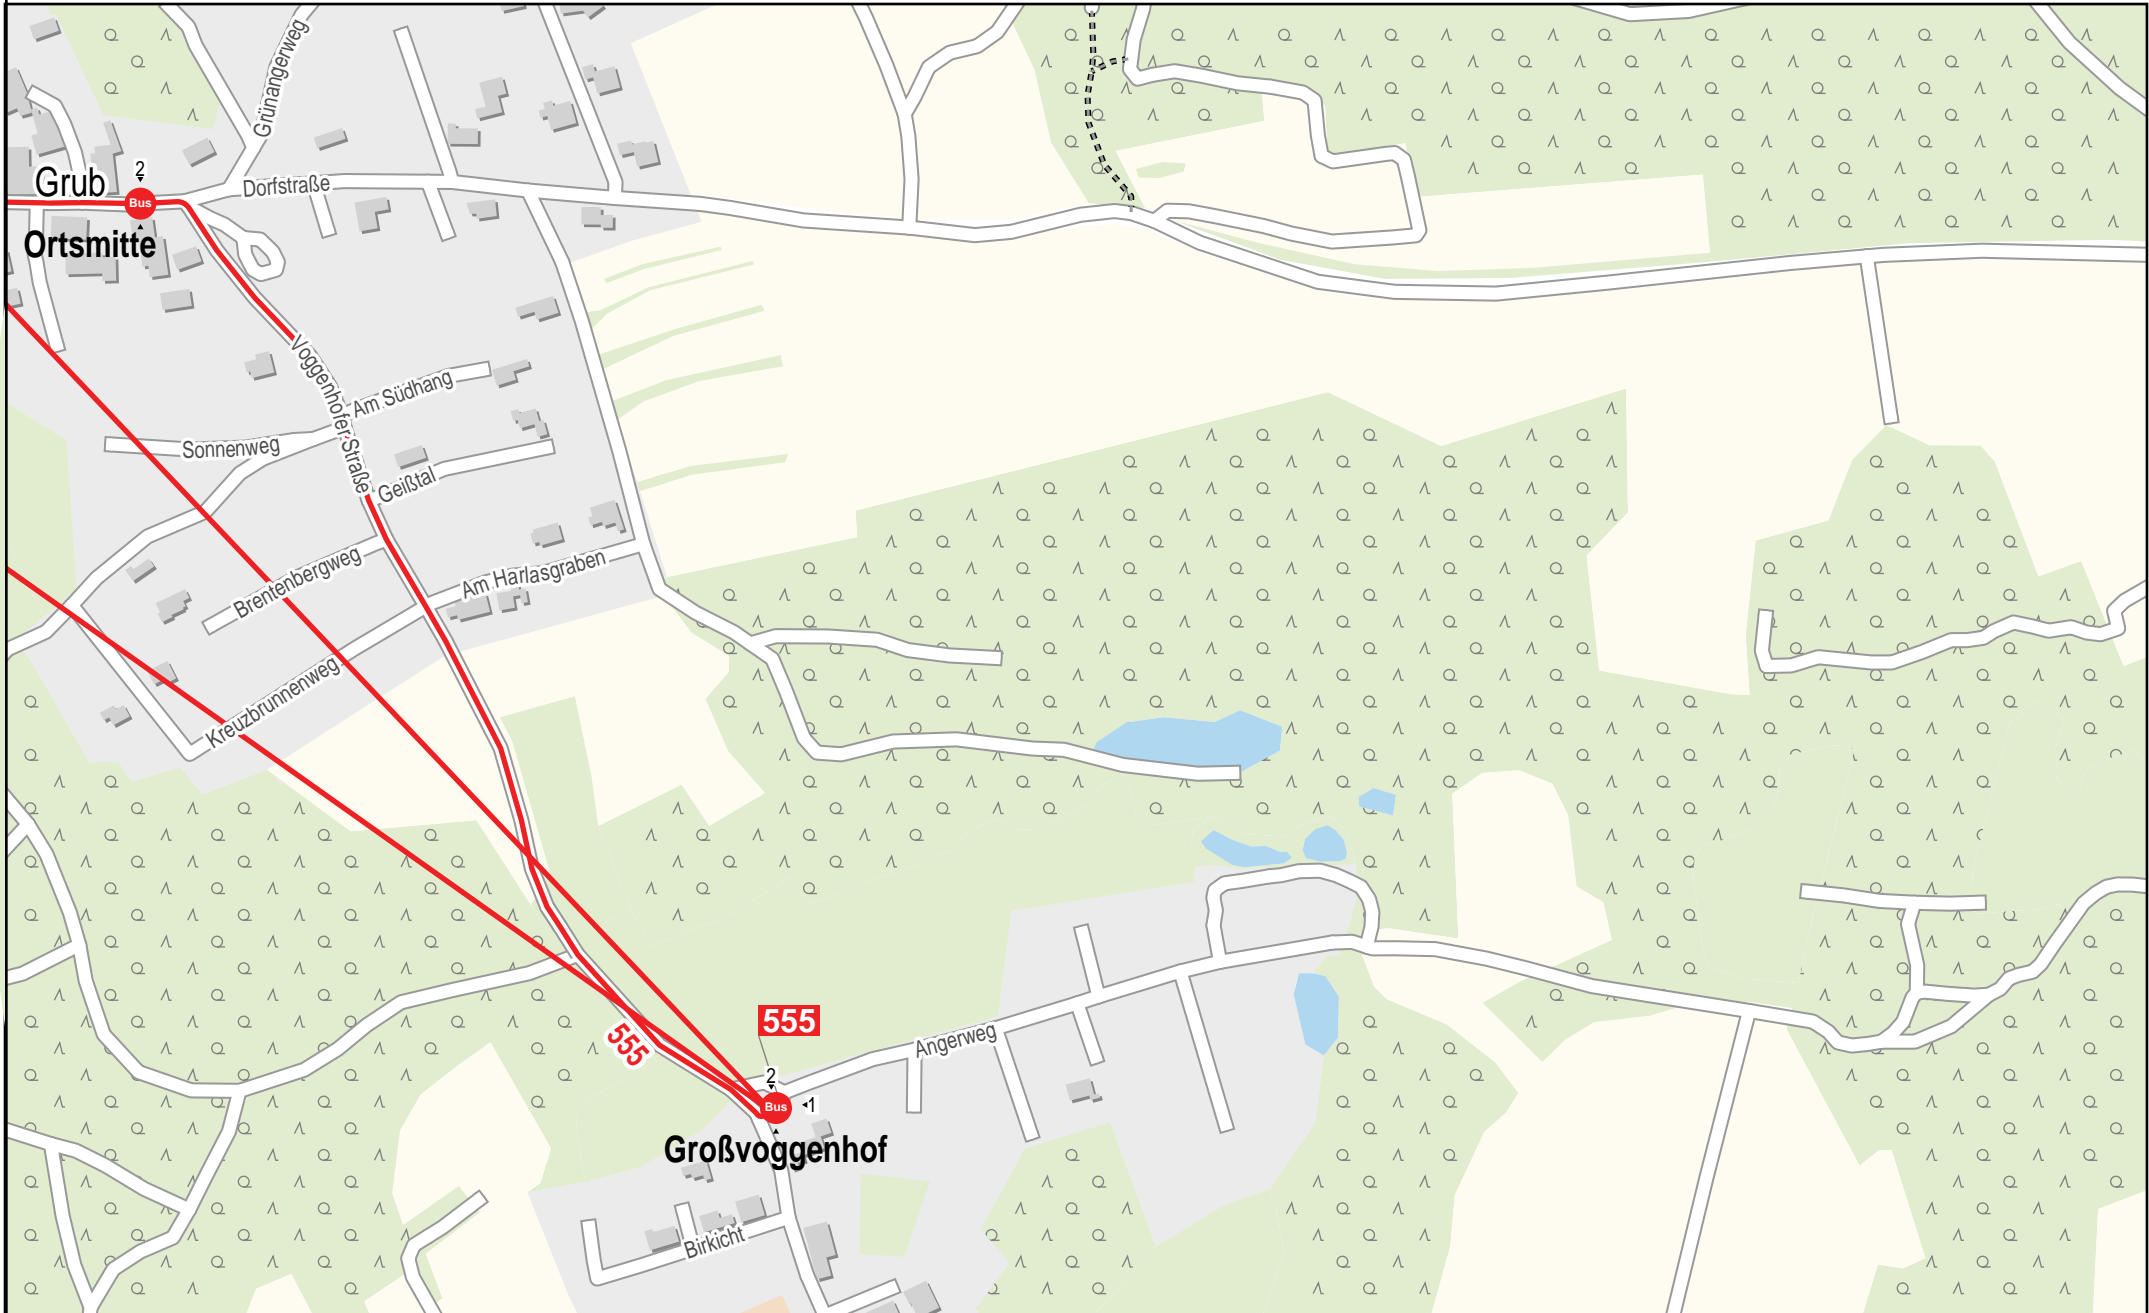 Grünangerweg
2
Grub
Bus
Dorfstraße
Ortsmitte
Voggenhofer Straße
Am Südhang
Sonnenweg
Geißtal
Brentenbergweg
Am Harlasgraben
Kreuzbrunnenweg
555
555
Angerweg
2
Bus
1
Großvoggenhof
Birkicht